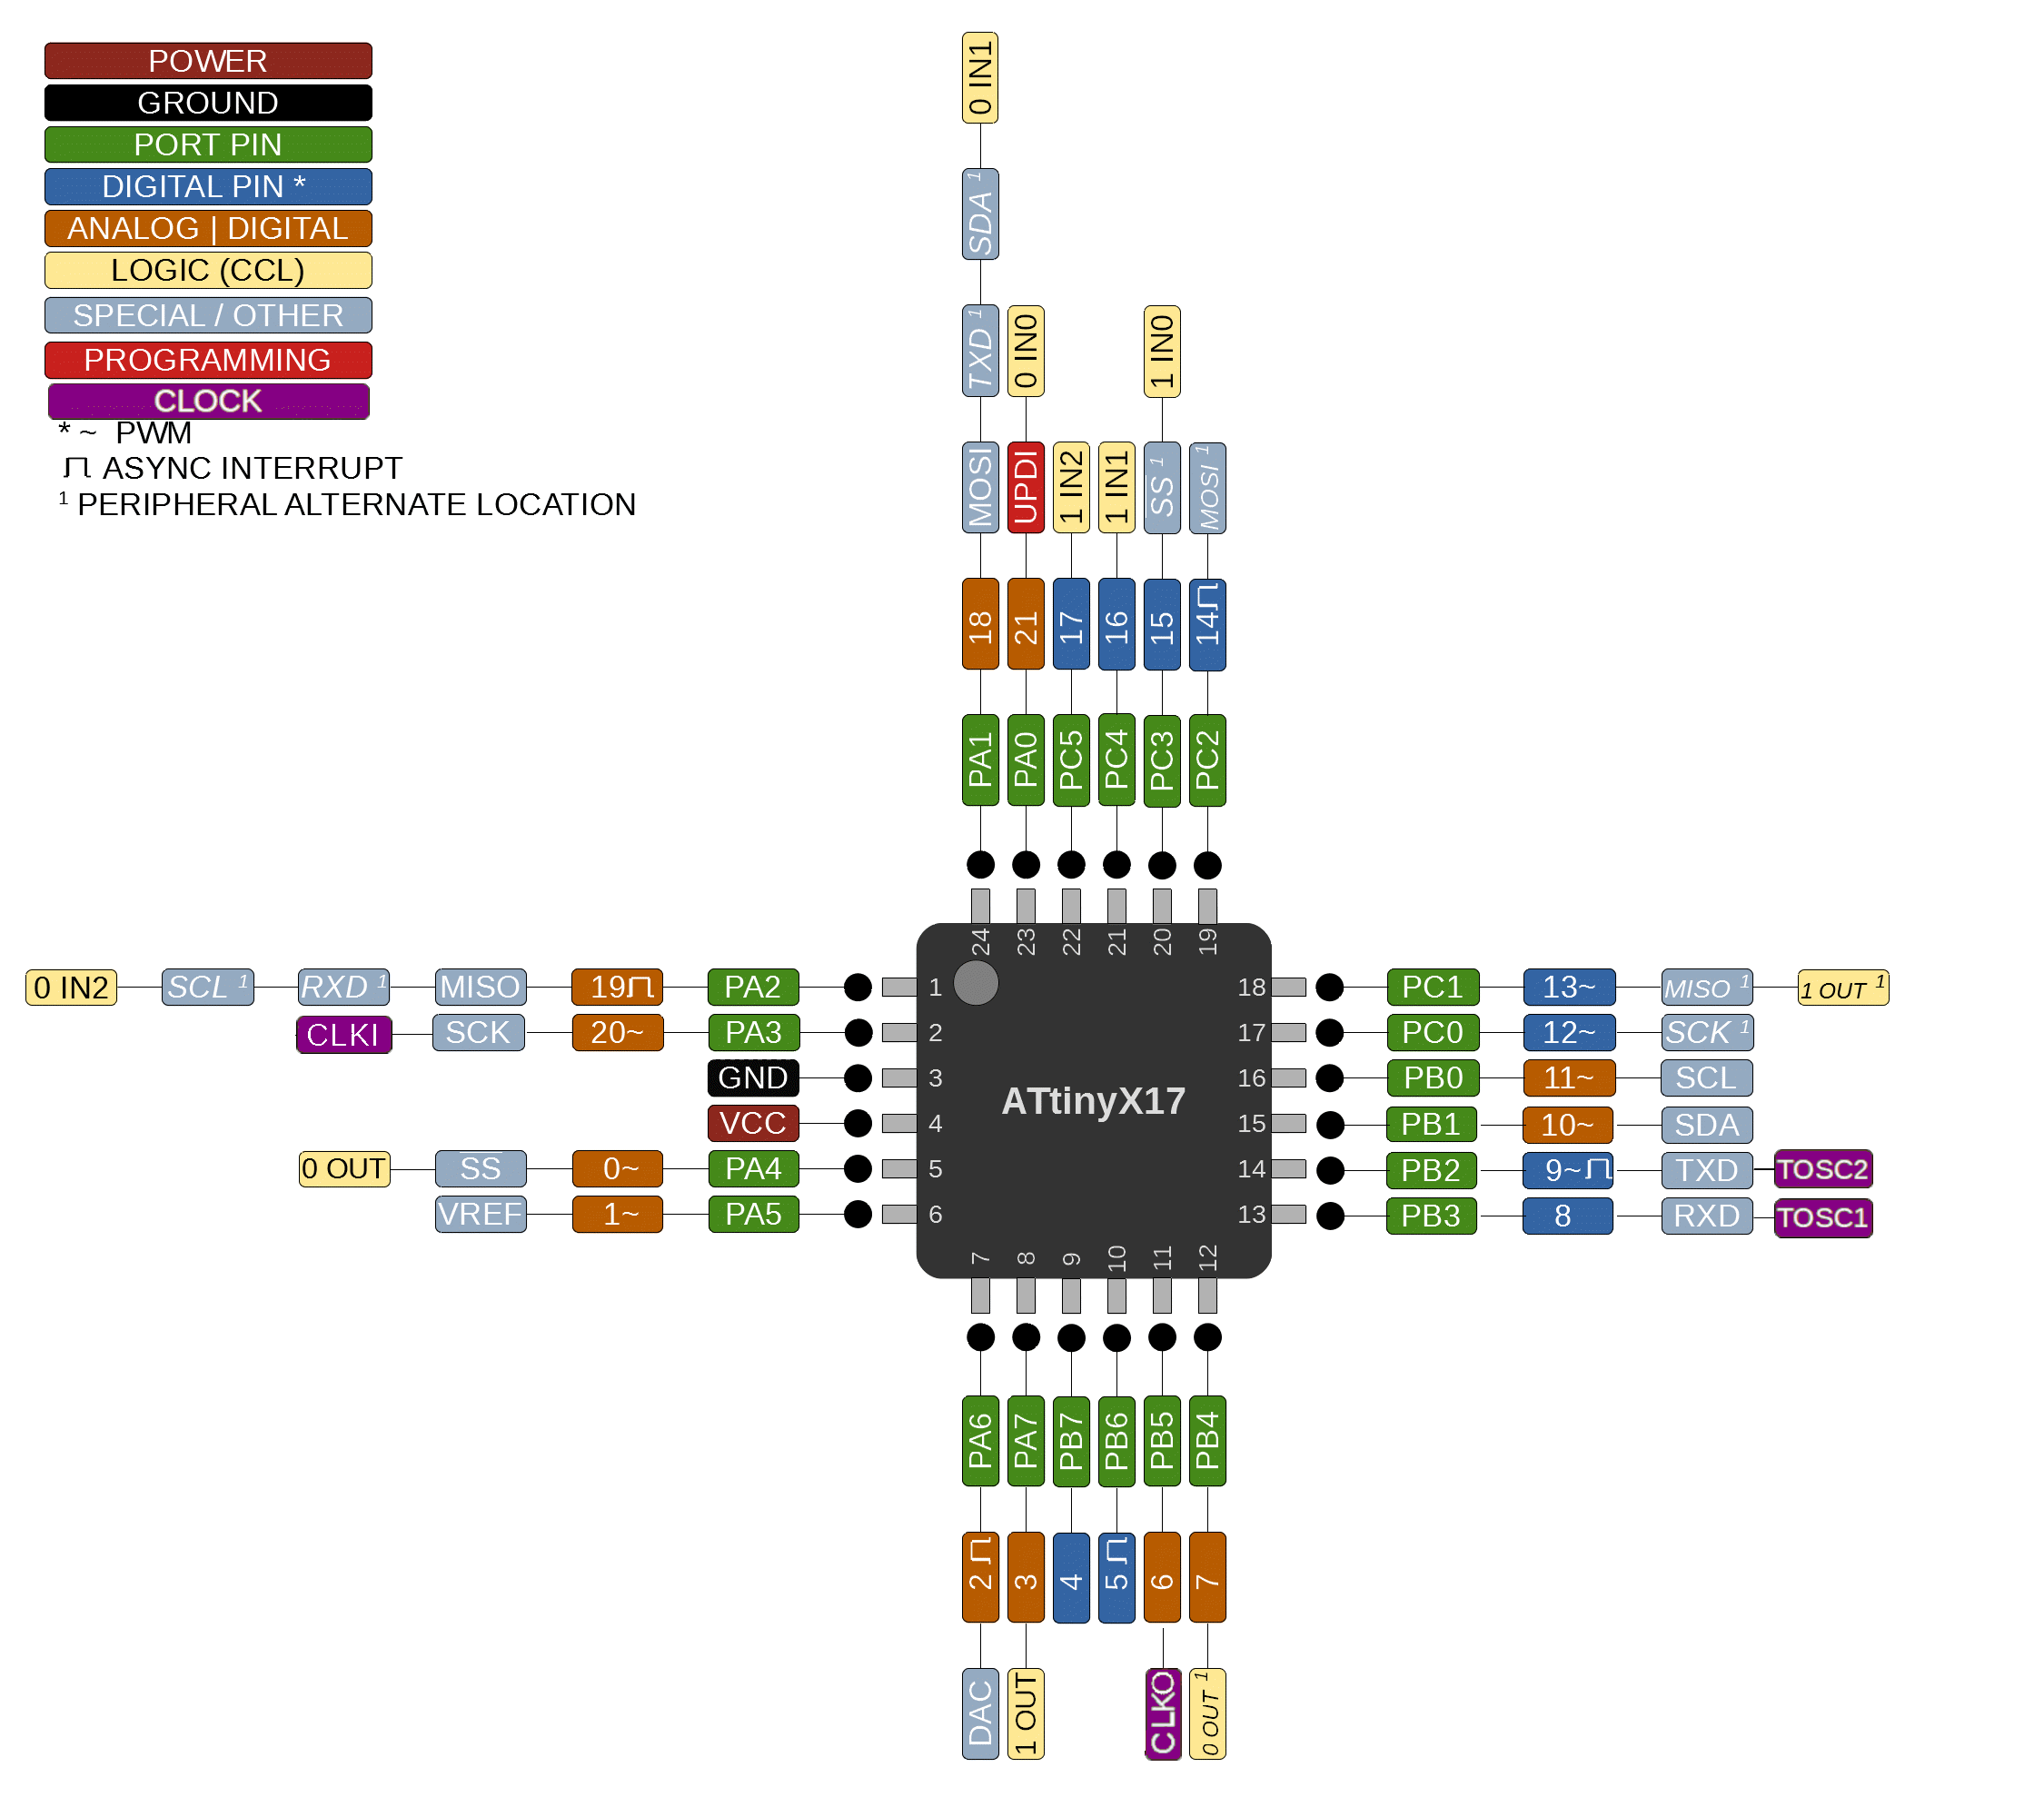 POWER
GROUND
PORT PIN
DIGITAL PIN *
ANALOG | DIGITAL
LOGIC (CCL)
SPECIAL / OTHER
PROGRAMMING
CLOCK
* ~ PWM
ASYNC INTERRUPT
¹ PERIPHERAL ALTERNATE LOCATION
0 IN1
SDA ¹
TXD ¹ 0 IN0 1 IN0
MOSI UPDI 1 IN2 1 IN1 SS ¹ MOSI ¹
18 21 17 16 15 14
PA1 PA0 PC5 PC4 PC3 PC2
24 23 22 21 20 19
0 IN2 SCL ¹ RXD ¹ MISO 19 PA2 1 18 PC1 13~ MISO ¹ 1 OUT ¹
CLKI SCK 20~ PA3 2 17 PC0 12~ SCK ¹
GND 3 16 PB0 11~ SCL
ATtinyX17
VCC 4 15 PB1 10~ SDA
0 OUT SS 0~ PA4 5 14 PB2 9~ TXD TOSC2
VREF 1~ PA5 6 13 PB3 8 RXD TOSC1
7 8 9 10 11 12
PA6 PA7 PB7 PB6 PB5 PB4
2 3 4 5 6 7
DAC 1 OUT CLKO 0 OUT ¹